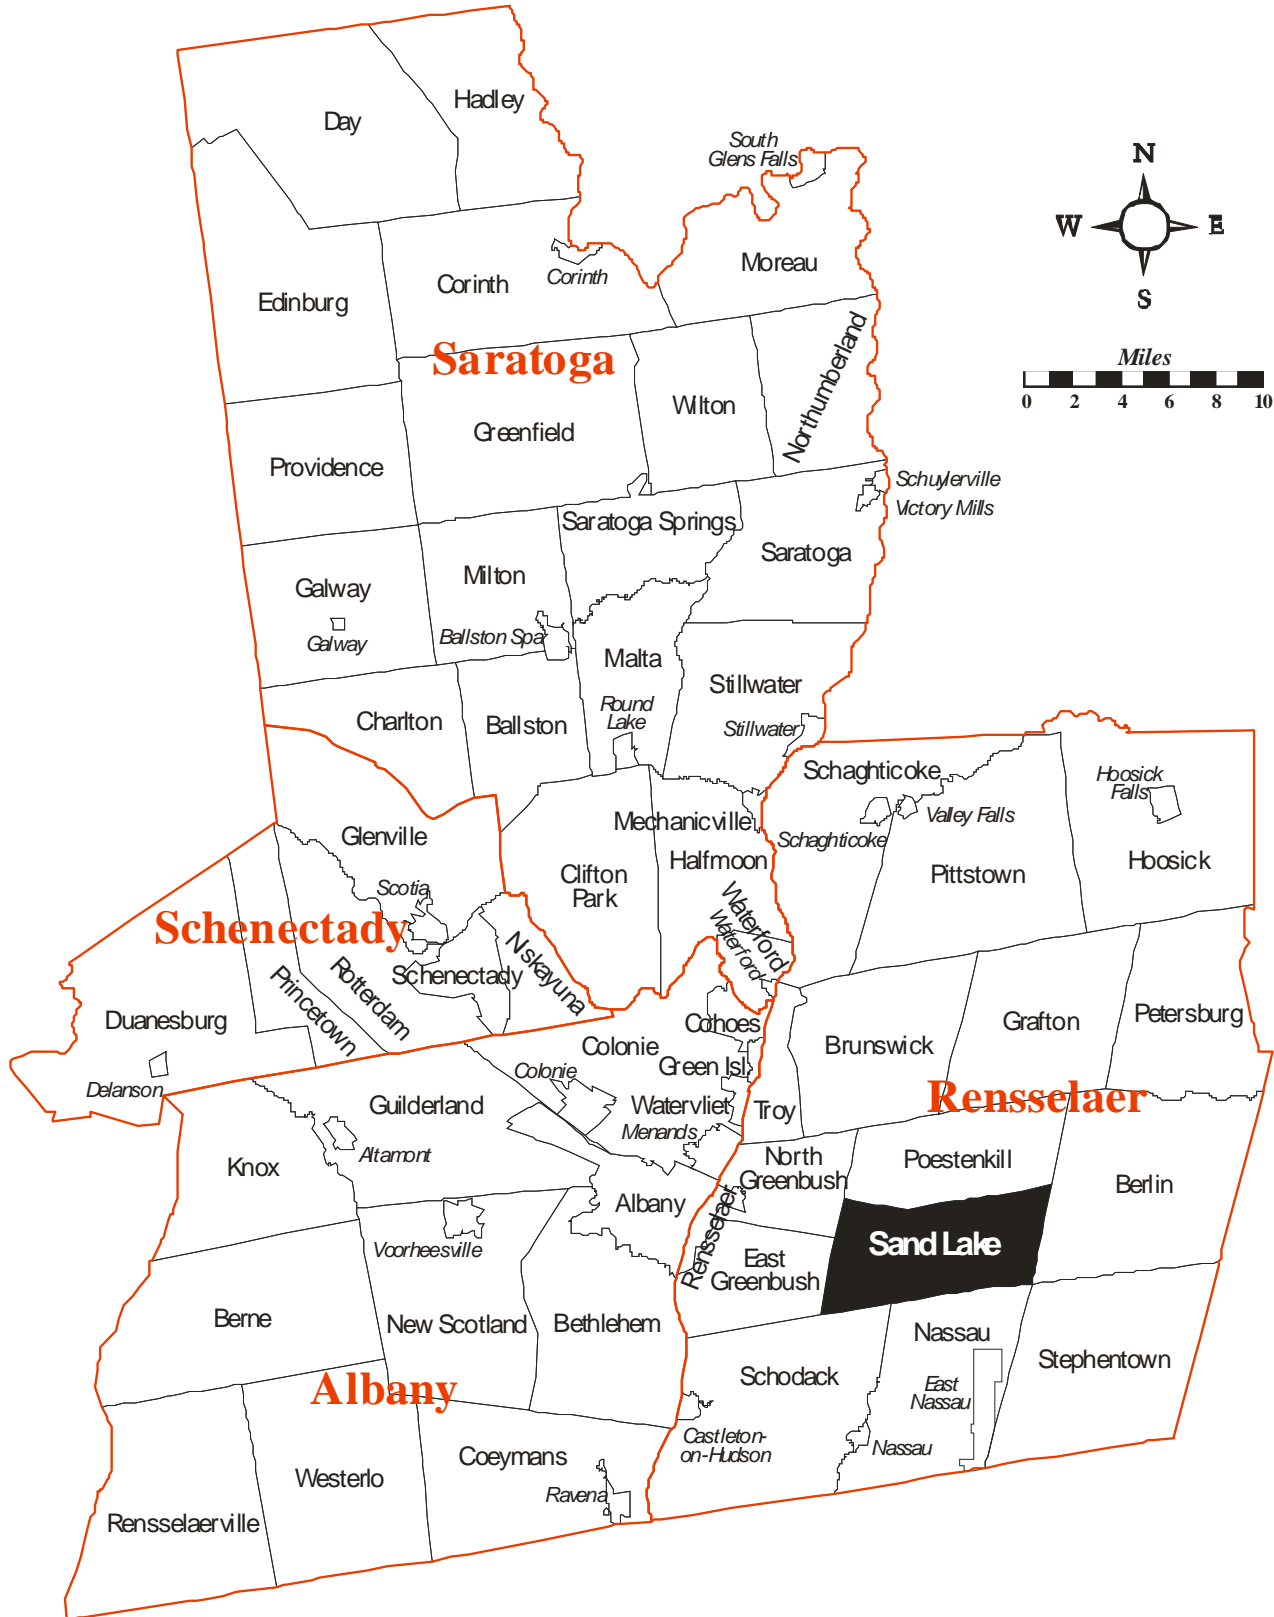 Day
Hadley
South
Glens Falls
Moreau
N
W
E
S
Corinth
Corinth
Edinburg
Miles
0 2 4 6 8 10
Saratoga
Northumberland
Wilton
Greenfield
Providence
Schuylerville
Victory Mills
Saratoga Springs
Saratoga
Milton
Galway
Galway
Ballston Spa
Malta
Stillwater
Round
Lake
Stillwater
Charlton
Ballston
Schaghticoke
Hoosick
Falls
Mechanicville
Schaghticoke
Valley Falls
Glenville
Halfmoon
Hoosick
Clifton
Park
Pittstown
Scotia
Waterford
Waterford
Schenectady
Niskayuna
Schenectady
Rotterdam
Princetown
Duanesburg
Cohoes
Colonie
Green Isl.
Brunswick
Grafton
Petersburg
Delanson
Colonie
Guilderland
Watervliet
Menands
Troy
Rensselaer
Altamont
Knox
North
Greenbush
Poestenkill
Berlin
Albany
Rensselaer
Sand Lake
Voorheesville
East
Greenbush
Berne
New Scotland
Bethlehem
Nassau
Schodack
Stephentown
Albany
East
Nassau
Castleton-
on-Hudson
Nassau
Coeymans
Westerlo
Ravena
Rensselaerville